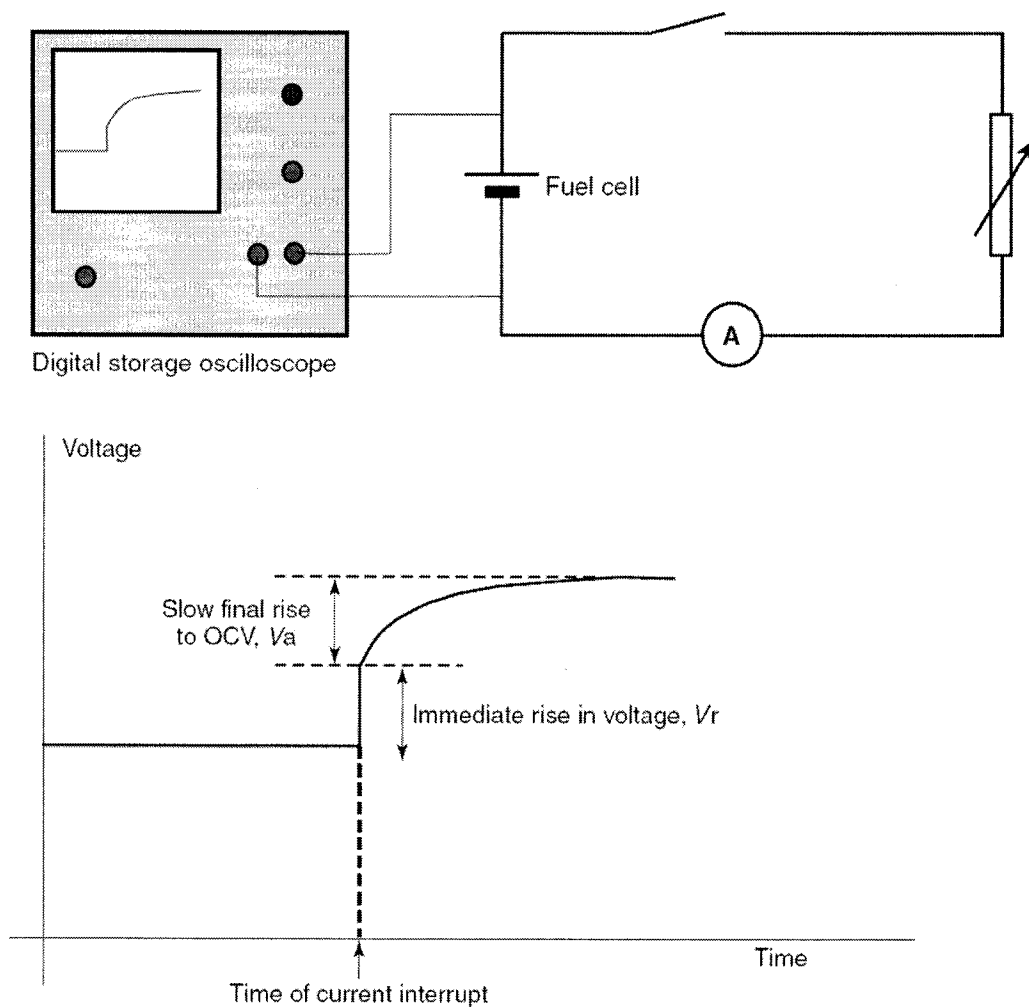 Fuel cell
A
Digital storage oscilloscope
Voltage
Slow final rise
to OCV, Va
Immediate rise in voltage, Vr
Time
Time of current interrupt